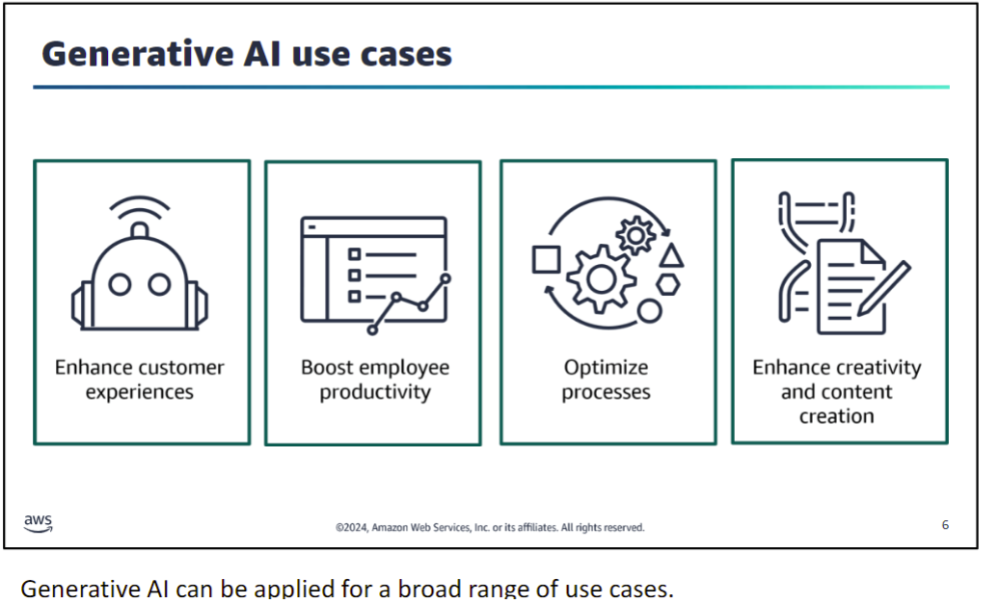 Generative AI use cases
Enhance customer
experiences
Boost employee
productivity
Optimize
processes
Enhance creativity
and content
creation
aws
©2024, Amazon Web Services, Inc. or its affiliates. All rights reserved.
6
Generative AI can be applied for a broad range of use cases.